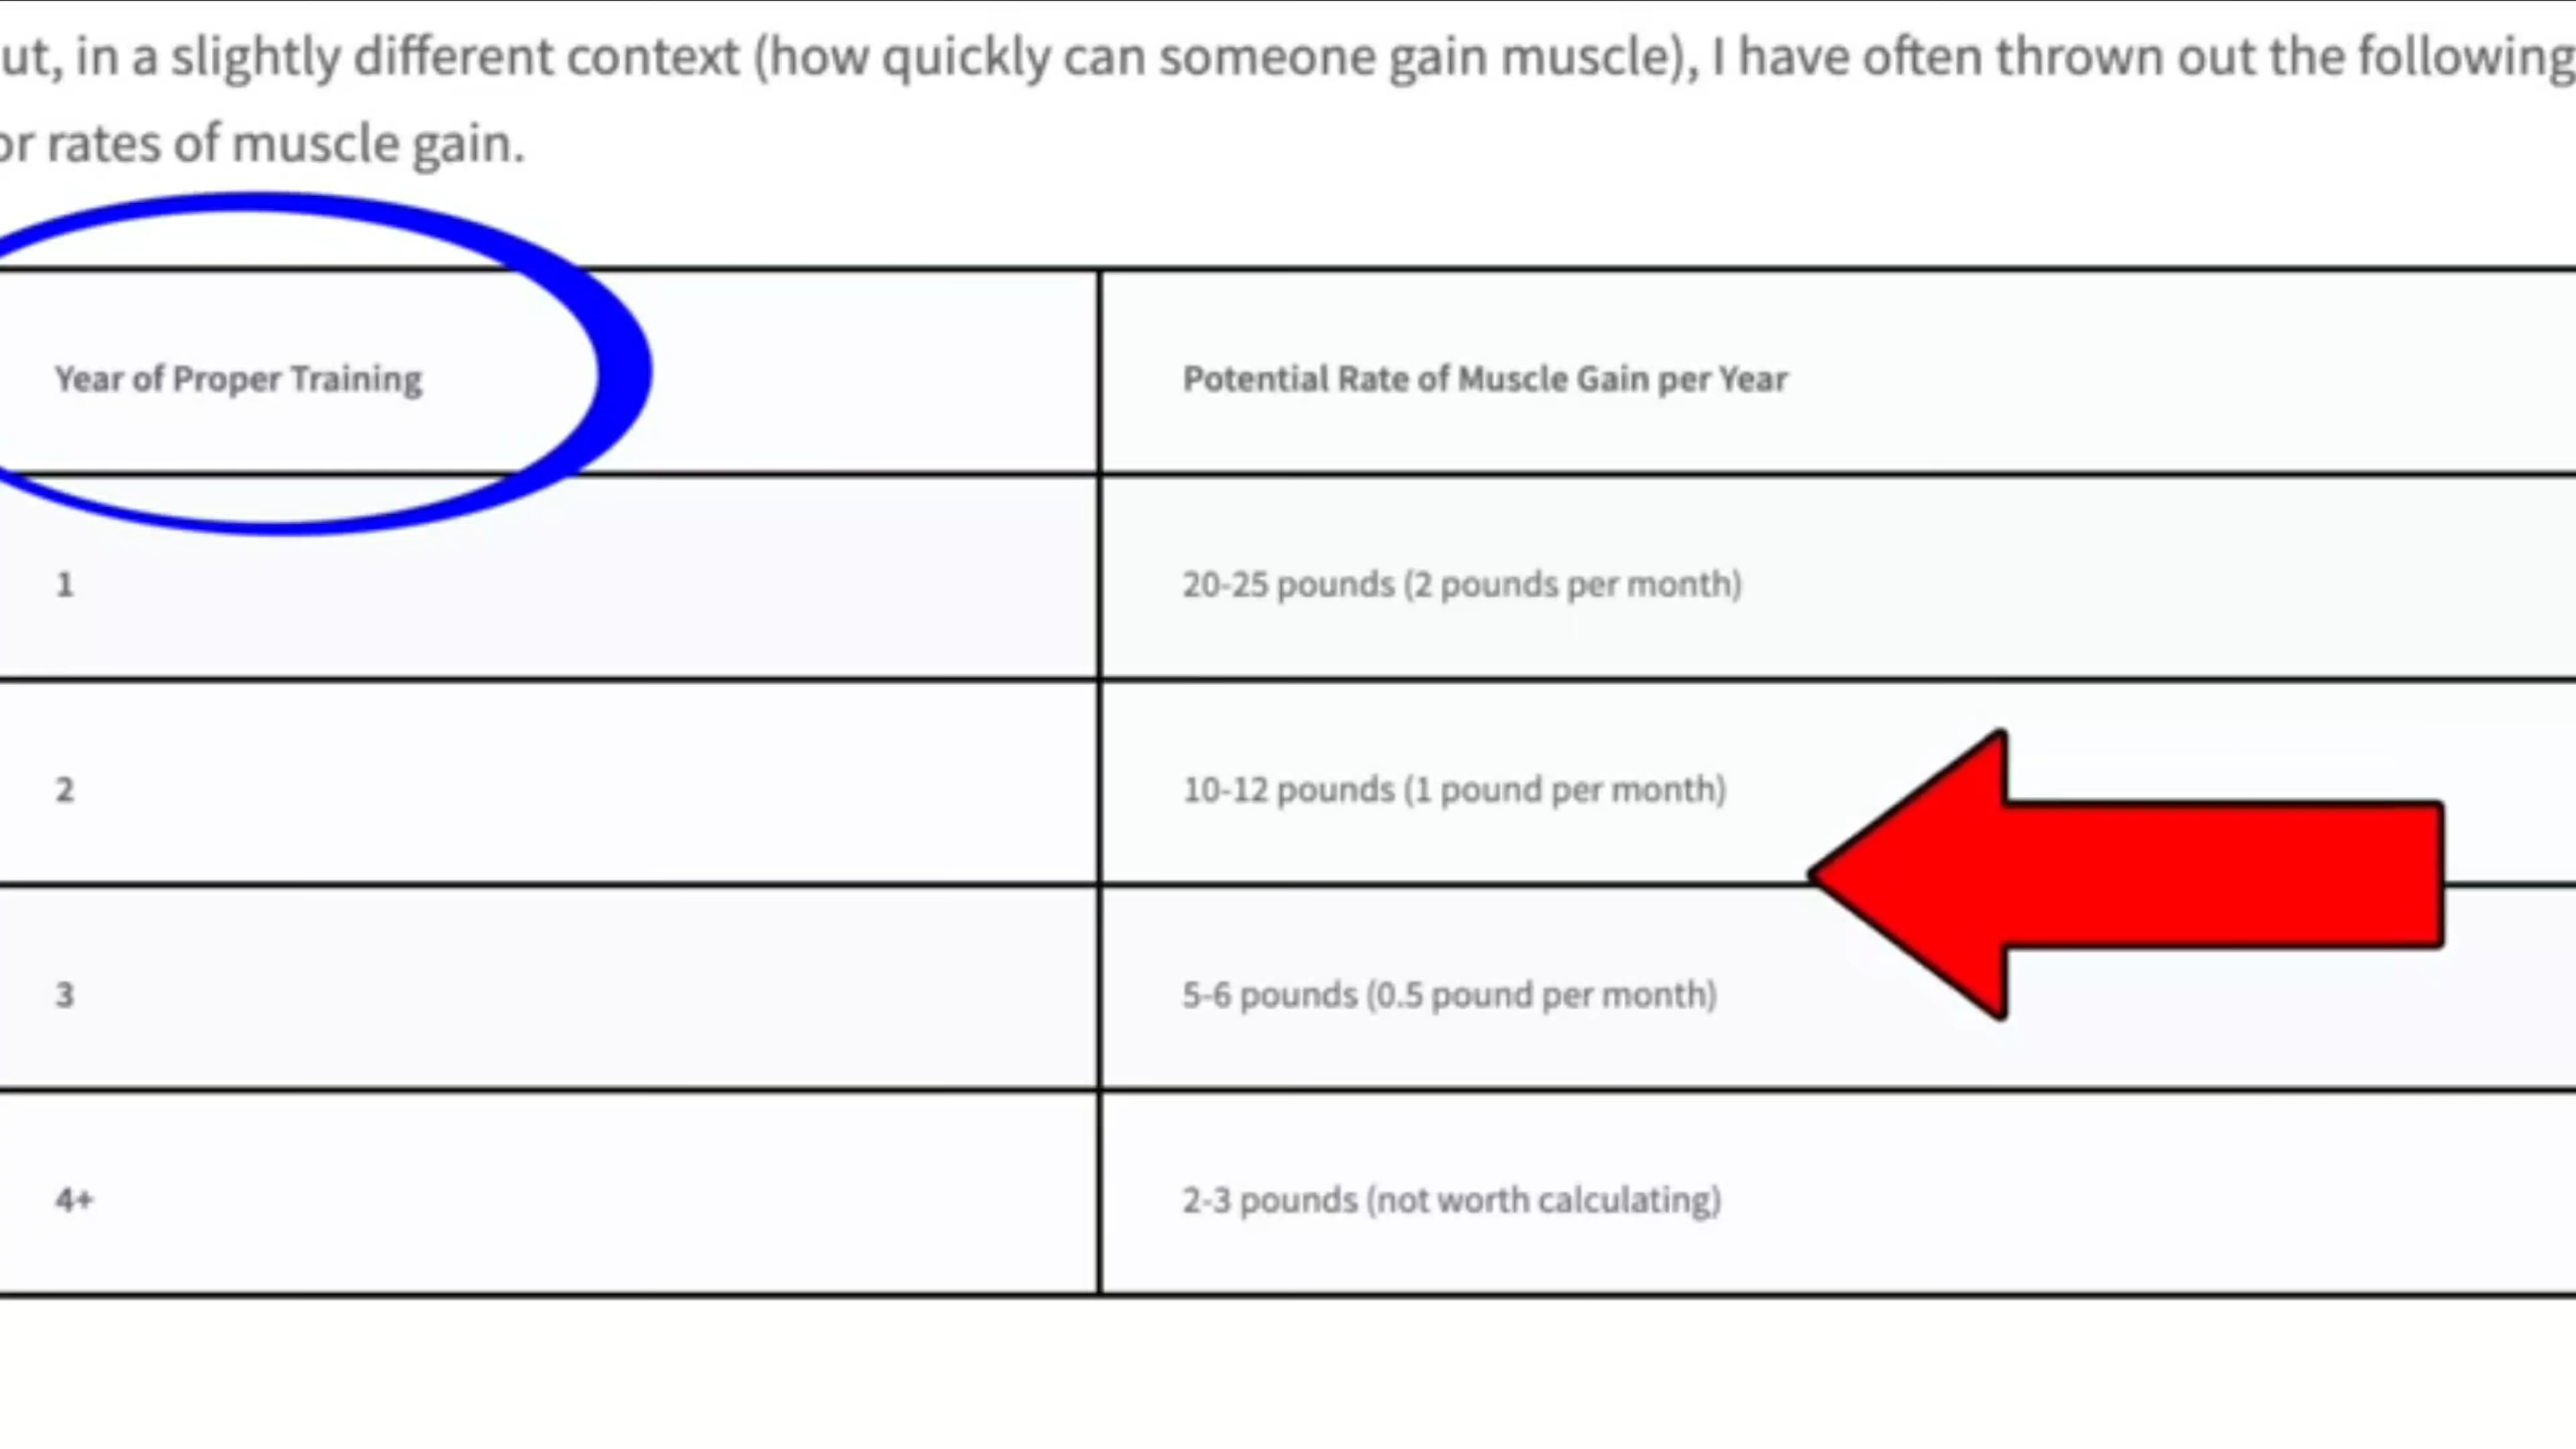 ut, in a slightly different context (how quickly can someone gain muscle), I have often thrown out the following
or rates of muscle gain.
Year of Proper Training
Potential Rate of Muscle Gain per Year
1
20-25 pounds (2 pounds per month)
2
10-12 pounds (1 pound per month)
3
5-6 pounds (0.5 pound per month)
4+
2-3 pounds (not worth calculating)